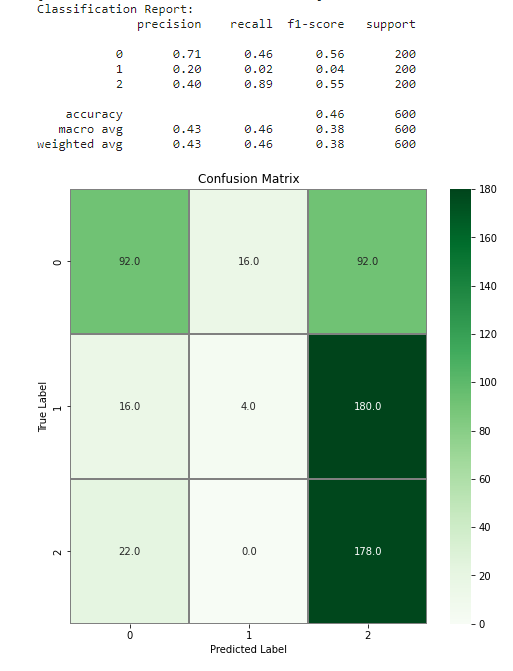 Classification Report:
precision recall f1-score support
0 0.71 0.46 0.56 200
1 0.20 0.02 0.04 200
2 0.40 0.89 0.55 200
accuracy 0.46 600
macro avg 0.43 0.46 0.38 600
weighted avg 0.43 0.46 0.38 600
Confusion Matrix
0 92.0 16.0 92.0
1 16.0 4.0 180.0
2 22.0 0.0 178.0
0 1 2
True Label
Predicted Label
180
160
140
120
100
80
60
40
20
0